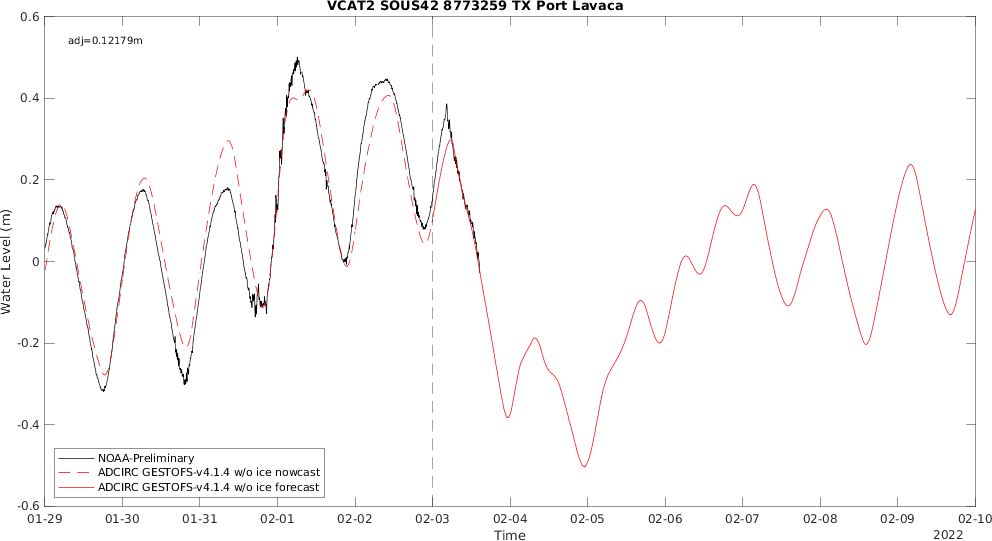 VCAT2 SOUS42 8773259 TX Port Lavaca
adj=0.12179m
0.6
0.4
0.2
0
-0.2
-0.4
-0.6
Water Level (m)
NOAA-Preliminary
ADCIRC GESTOFS-v4.1.4 w/o ice nowcast
ADCIRC GESTOFS-v4.1.4 w/o ice forecast
01-29 01-30 01-31 02-01 02-02 02-03 02-04 02-05 02-06 02-07 02-08 02-09 02-10
Time
2022